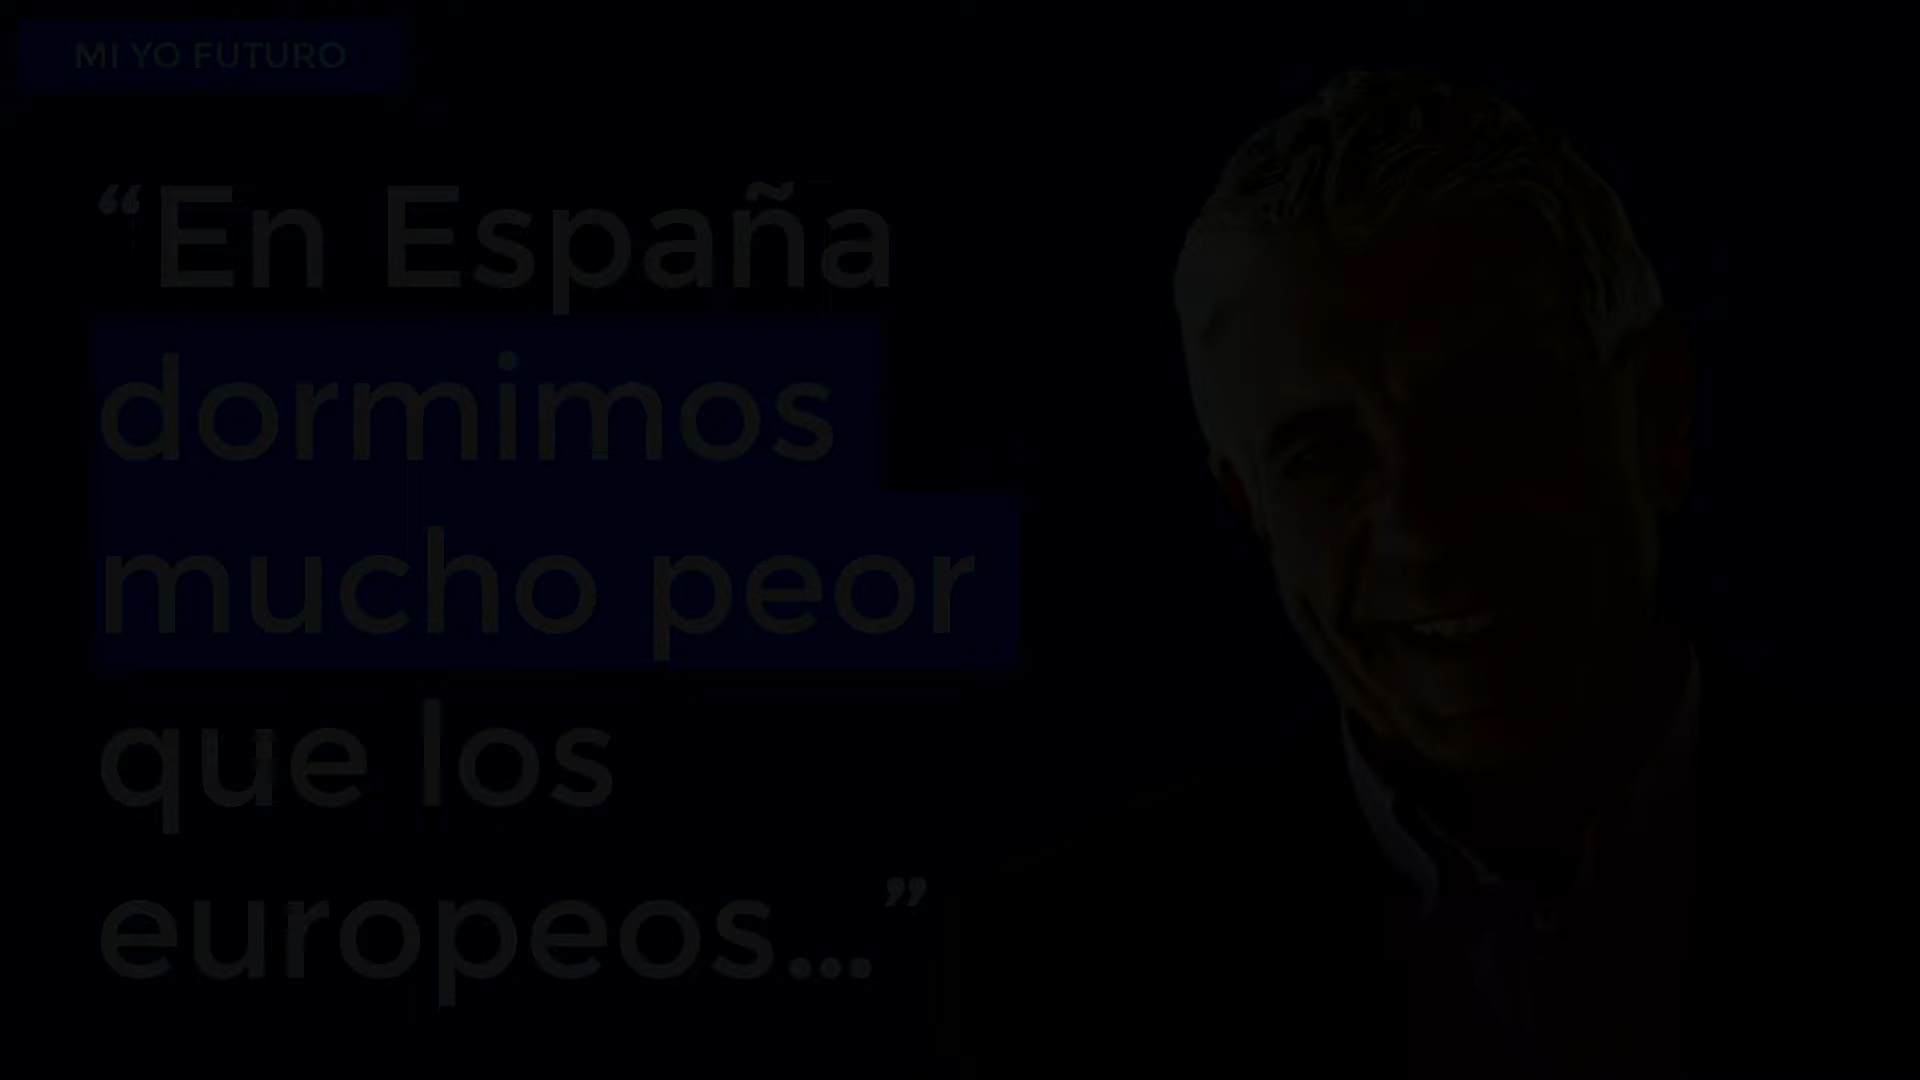 MI YO FUTURO
“En España
dormimos
mucho peor
que los
europeos...”